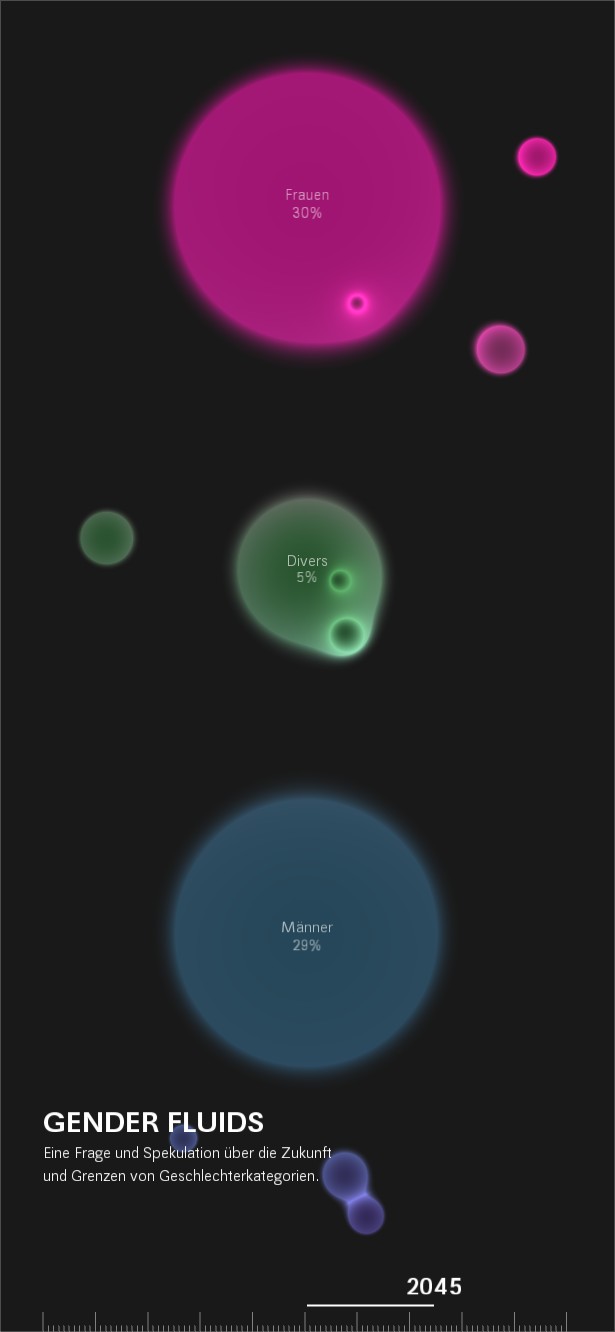 Frauen
30%
Divers
5%
Männer
29%
GENDER FLUIDS
Eine Frage und Spekulation über die Zukunft
und Grenzen von Geschlechterkategorien.
2045